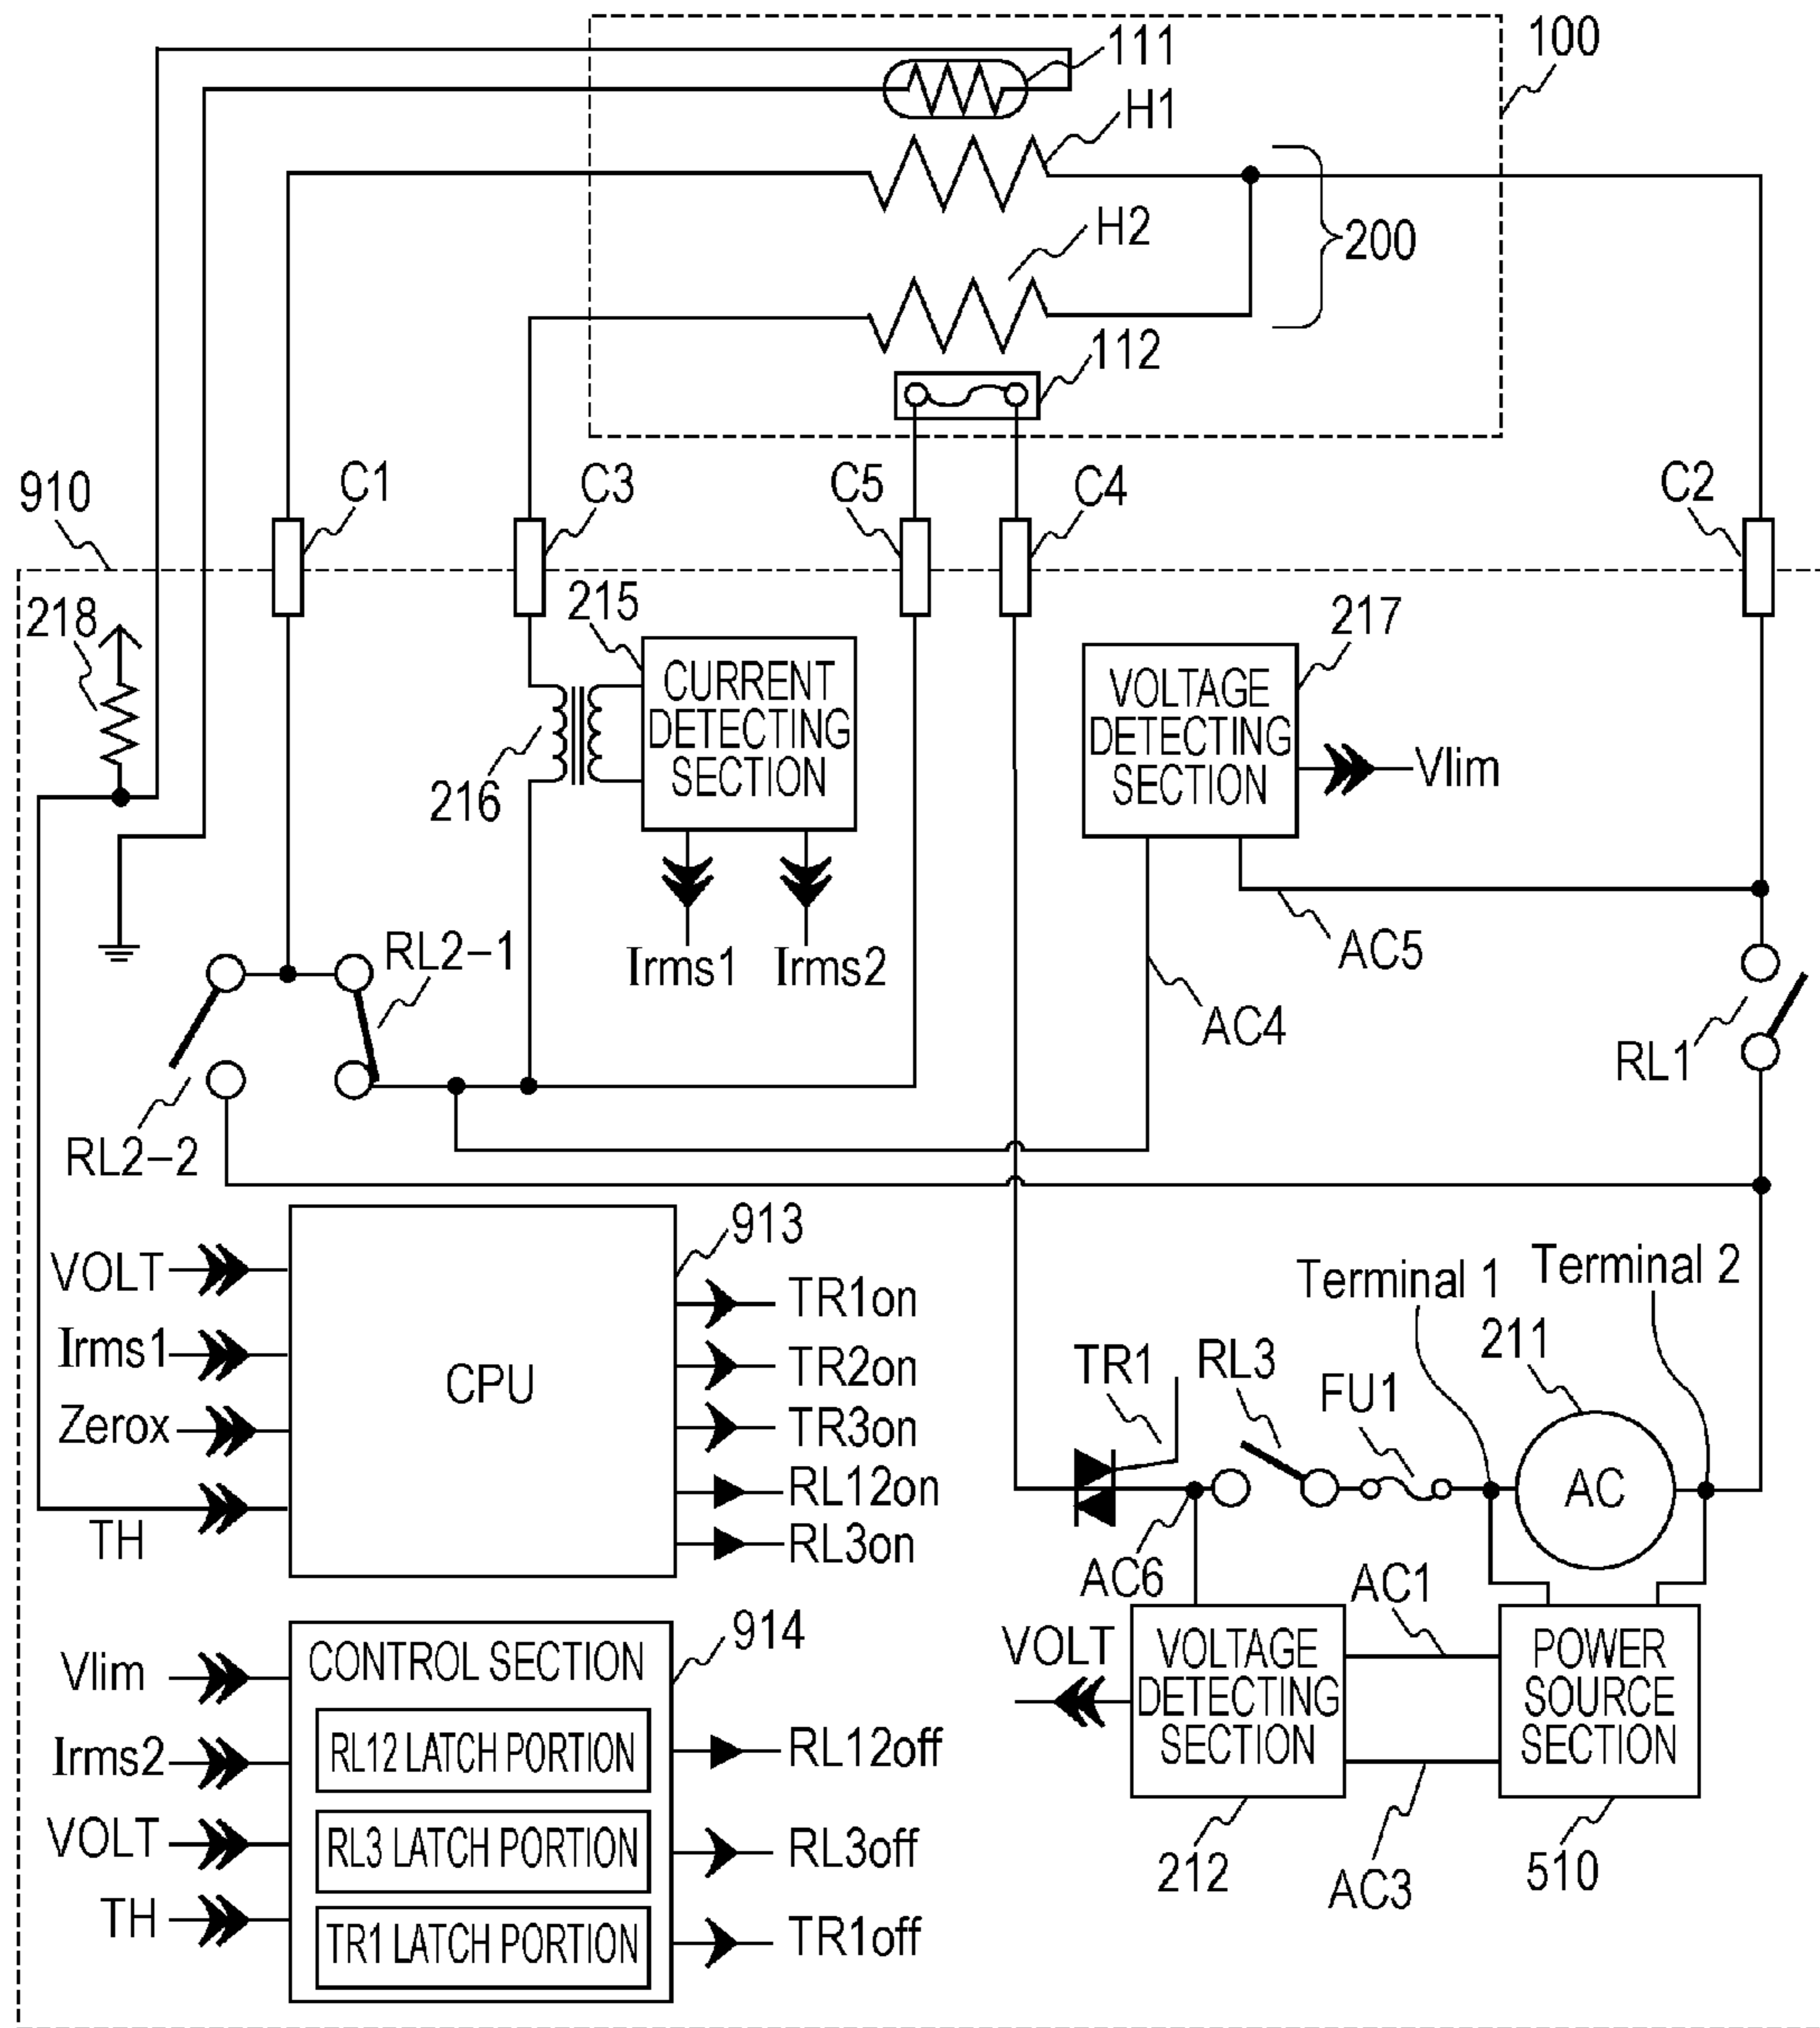 100
111
H1
H2
200
112
910
C1
C3
C5
C4
C2
218
215
217
CURRENT
DETECTING
SECTION
VOLTAGE
DETECTING
SECTION
Vlim
216
Irms1
Irms2
RL2-1
AC5
AC4
RL1
RL2-2
913
VOLT
Irms1
Zerox
TH
CPU
TR1on
TR2on
TR3on
RL12on
RL3on
Terminal 1
Terminal 2
211
TR1
RL3
FU1
AC
AC6
AC1
914
Vlim
Irms2
VOLT
TH
CONTROL SECTION
RL12 LATCH PORTION
RL3 LATCH PORTION
TR1 LATCH PORTION
RL12off
RL3off
TR1off
VOLT
VOLTAGE
DETECTING
SECTION
POWER
SOURCE
SECTION
212
AC3
510